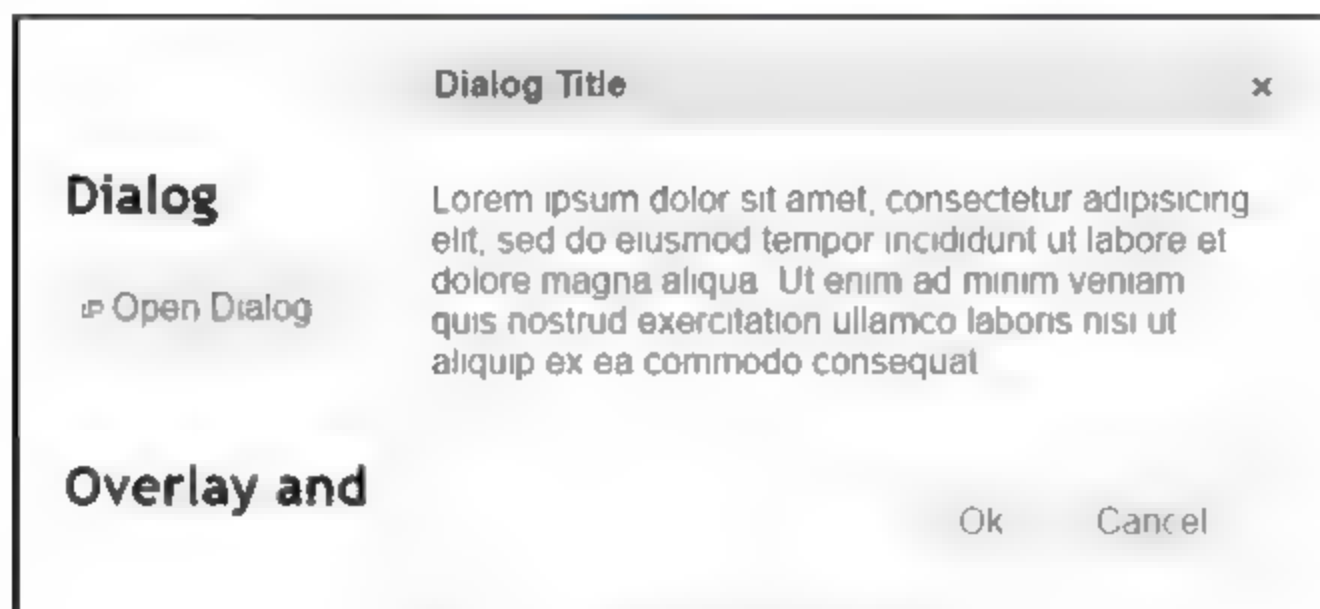 Dialog Title
×
Dialog
Open Dialog
Lorem ipsum dolor sit amet, consectetur adipisicing
elit, sed do eiusmod tempor incididunt ut labore et
dolore magna aliqua. Ut enim ad minim veniam
quis nostrud exercitation ullamco laboris nisi ut
aliquip ex ea commodo consequat
Overlay and
Ok Cancel